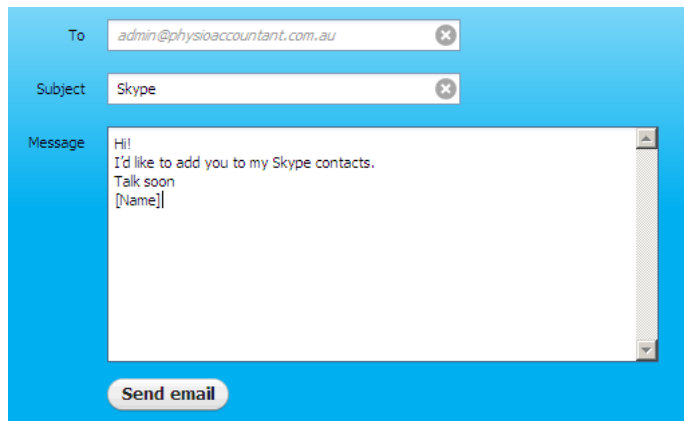 To admin@physioaccountant.com.au
Subject Skype
Message Hi!
I'd like to add you to my Skype contacts.
Talk soon
[Name]
Send email